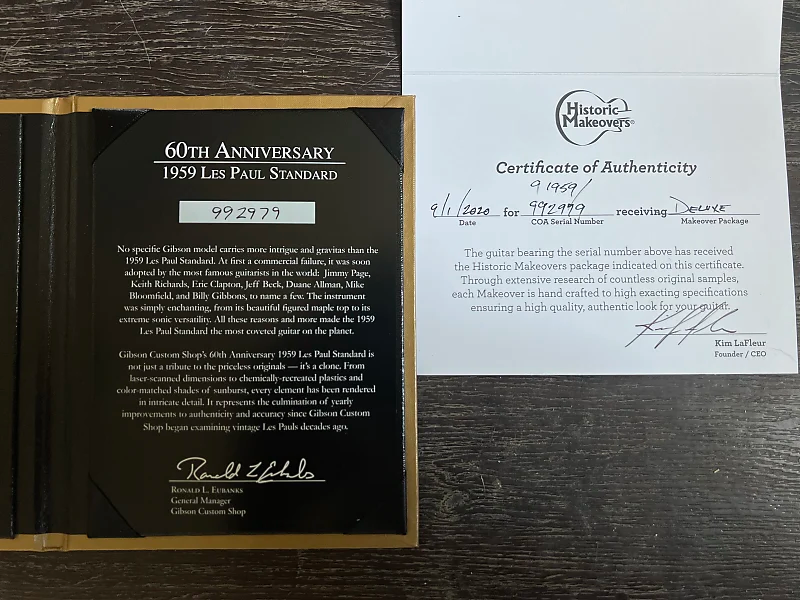 60TH ANNIVERSARY
1959 LES PAUL STANDARD
992979
No specific Gibson model carries more intrigue and gravitas than the
1959 Les Paul Standard. At first a commercial failure, it was soon
adopted by the most famous guitarists in the world: Jimmy Page,
Keith Richards, Eric Clapton, Jeff Beck, Duane Allman, Mike
Bloomfield, and Billy Gibbons, to name a few. The instrument
was simply enchanting, from its beautiful figured maple top to its
extreme sonic versatility. All these reasons and more made the 1959
Les Paul Standard the most coveted guitar on the planet.
Gibson Custom Shop's 60th Anniversary 1959 Les Paul Standard is
not just a tribute to the priceless originals — it's a clone. From
laser-scanned dimensions to chemically-recreated plastics and
color-matched shades of sunburst, every element has been rendered
in intricate detail. It represents the culmination of yearly
improvements to authenticity and accuracy since Gibson Custom
Shop began examining vintage Les Pauls decades ago.
Ronald L Eubanks
RONALD L. EUBANKS
General Manager
Gibson Custom Shop
Historic
Makeovers®
Certificate of Authenticity
9 1959/
9/1/2020 for 992979 receiving DELUXE
Date COA Serial Number Makeover Package
The guitar bearing the serial number above has received
the Historic Makeovers package indicated on this certificate.
Through extensive research of countless original samples,
each Makeover is hand crafted to high exacting specifications
ensuring a high quality, authentic look for your guitar.
Kim LaFleur
Founder / CEO